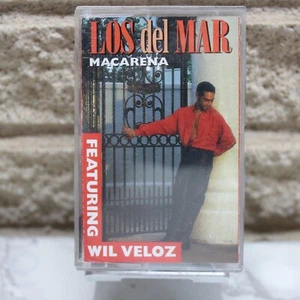 LOS del MAR
MACARENA
FEATURING
WIL VELOZ